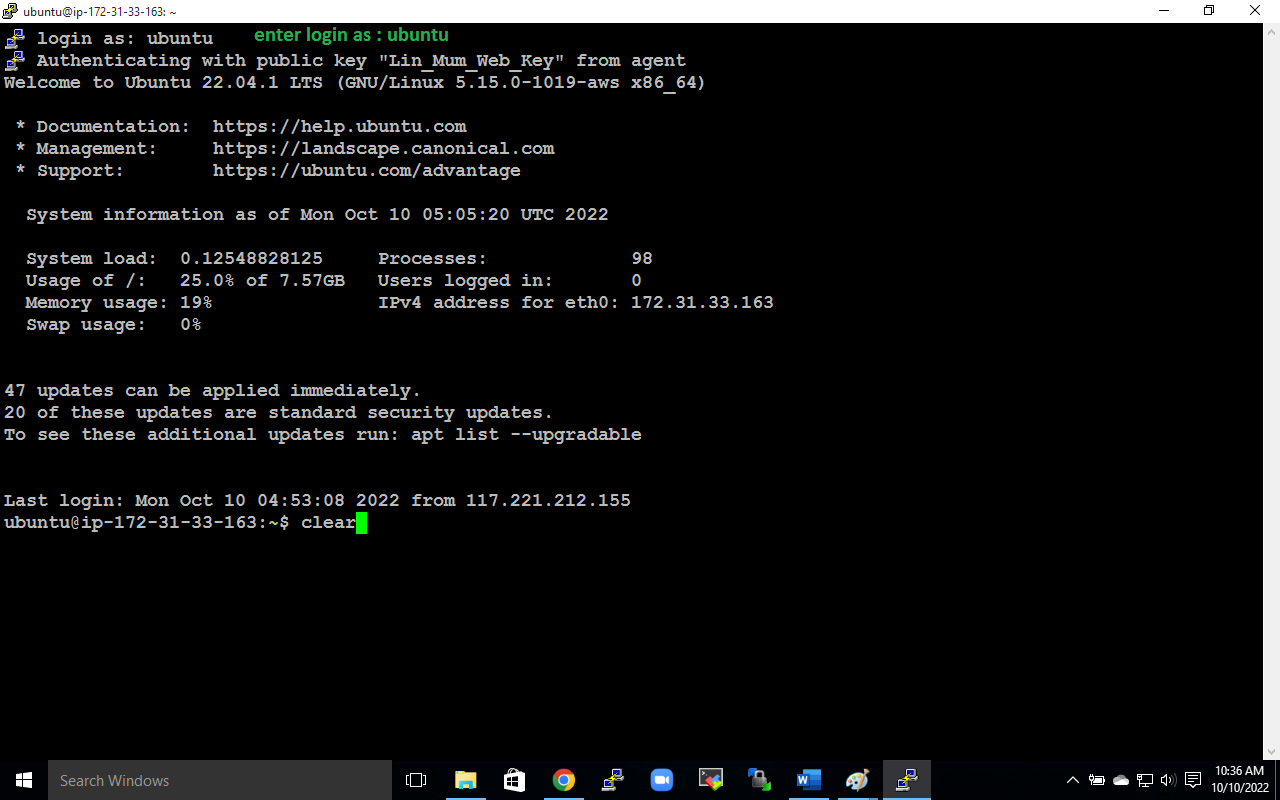 ubuntu@ip-172-31-33-163: ~
login as: ubuntu enter login as : ubuntu
Authenticating with public key "Lin_Mum_Web_Key" from agent
Welcome to Ubuntu 22.04.1 LTS (GNU/Linux 5.15.0-1019-aws x86_64)
* Documentation: https://help.ubuntu.com
* Management: https://landscape.canonical.com
* Support: https://ubuntu.com/advantage
System information as of Mon Oct 10 05:05:20 UTC 2022
System load: 0.12548828125 Processes: 98
Usage of /: 25.0% of 7.57GB Users logged in: 0
Memory usage: 19% IPv4 address for eth0: 172.31.33.163
Swap usage: 0%
47 updates can be applied immediately.
20 of these updates are standard security updates.
To see these additional updates run: apt list --upgradable
Last login: Mon Oct 10 04:53:08 2022 from 117.221.212.155
ubuntu@ip-172-31-33-163:~$ clear
Search Windows
10:36 AM
10/10/2022